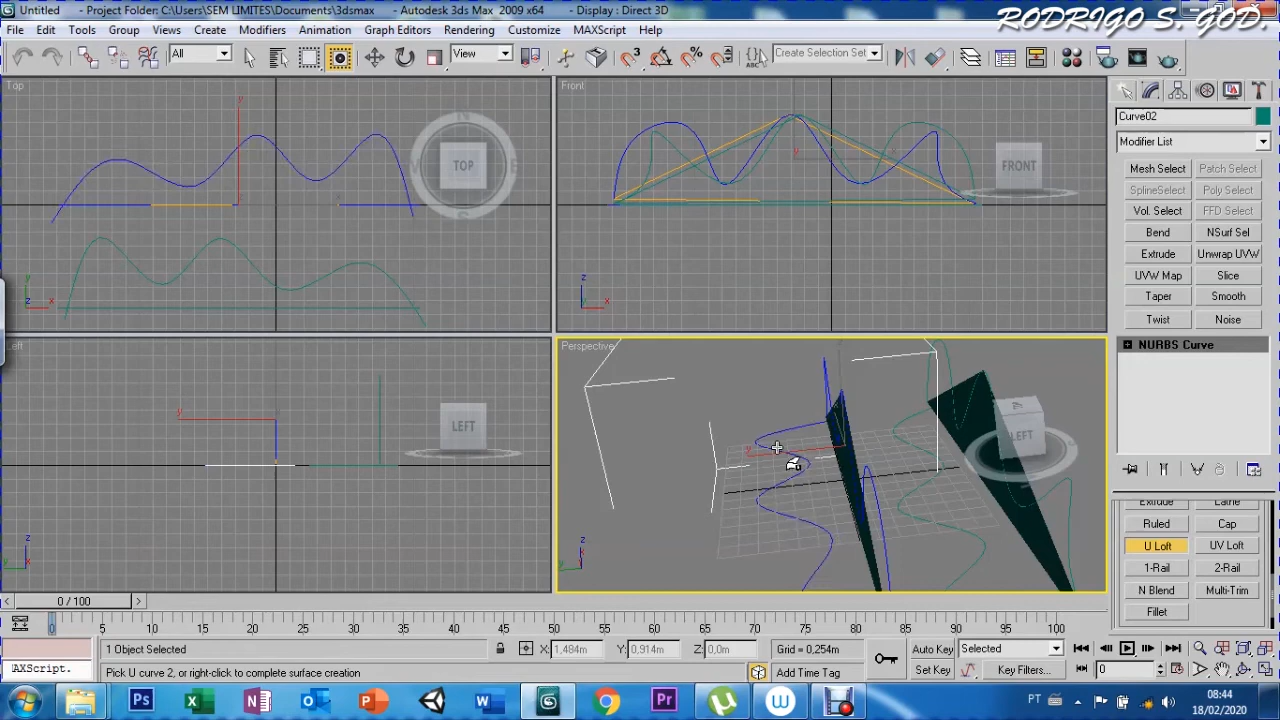 Untitled - Project Folder: C:\Users\SEM LIMITES\Documents\3dsmax - Autodesk 3ds Max 2009 x64 - Display : Direct 3D
RODRIGO S. GOD.
File Edit Tools Group Views Create Modifiers Animation Graph Editors Rendering Customize MAXScript Help
All View 3 % ABC Create Selection Set
Top Front
Curve02
Modifier List
TOP FRONT
Mesh Select Patch Select
SplineSelect Poly Select
Vol. Select FFD Select
Bend NSurf Sel
Extrude Unwrap UVW
UVW Map Slice
Taper Smooth
Twist Noise
Left Perspective
NURBS Curve
LEFT LEFT
Extrude Lathe
Ruled Cap
U Loft UV Loft
1-Rail 2-Rail
N Blend Multi-Trim
Fillet
0 / 100
0 5 10 15 20 25 30 35 40 45 50 55 60 65 70 75 80 85 90 95 100
1 Object Selected X: 1,484m Y: 0,914m Z: 0,0m Grid = 0,254m Auto Key Selected
AXScript. Pick U curve 2, or right-click to complete surface creation Add Time Tag Set Key Key Filters... 0
PT 08:44
18/02/2020